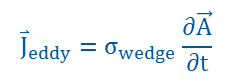 J⃗eddy = σwedge ∂A⃗/∂t